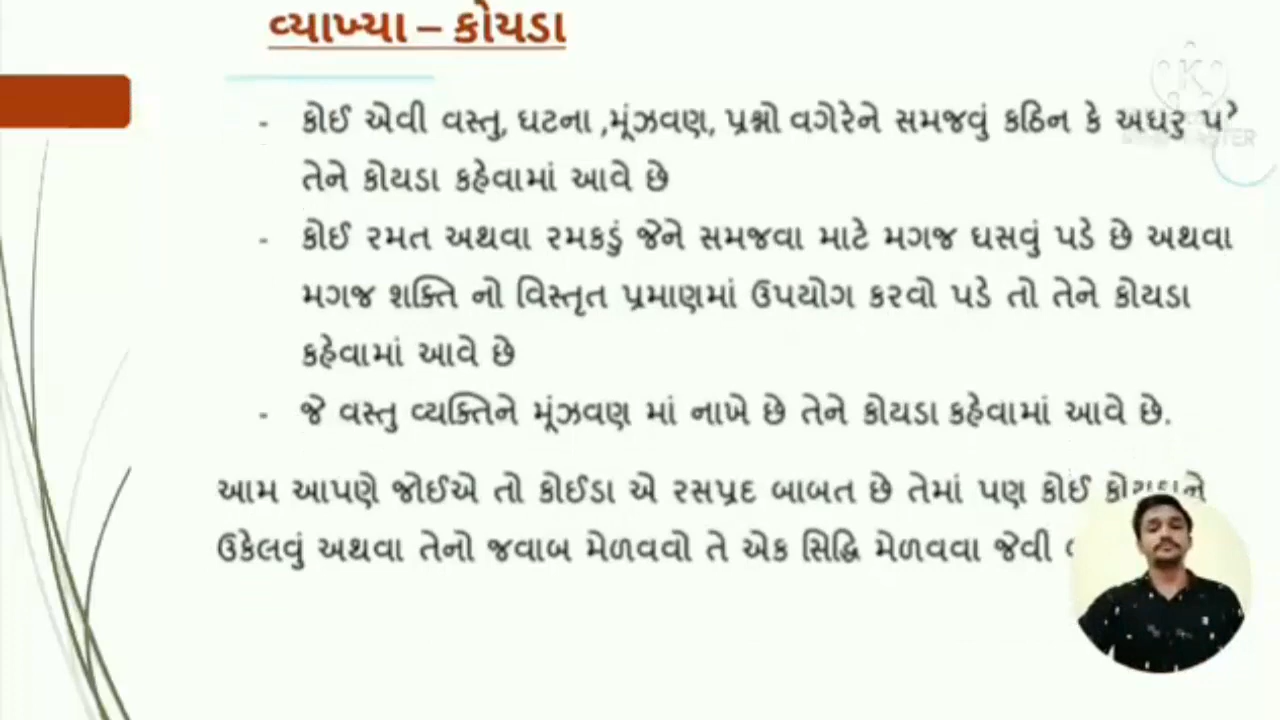 વ્યાખ્યા – કોયડા
- કોઈ એવી વસ્તુ, ઘટના ,મૂંઝવણ, પ્રશ્નો વગેરેને સમજવું કઠિન કે અઘરુ
તેને કોયડા કહેવામાં આવે છે
- કોઈ રમત અથવા રમકડું જેને સમજવા માટે મગજ ઘસવું પડે છે અથવા
મગજ શક્તિ નો વિસ્તૃત પ્રમાણમાં ઉપયોગ કરવો પડે તો તેને કોયડા
કહેવામાં આવે છે
- જે વસ્તુ વ્યક્તિને મૂંઝવણ માં નાખે છે તેને કોયડા કહેવામાં આવે છે.
આમ આપણે જોઈએ તો કોઈડા એ રસપ્રદ બાબત છે તેમાં પણ કોઈ
ઉકેલવું અથવા તેનો જવાબ મેળવવો તે એક સિદ્ધિ મેળવવા જેવી